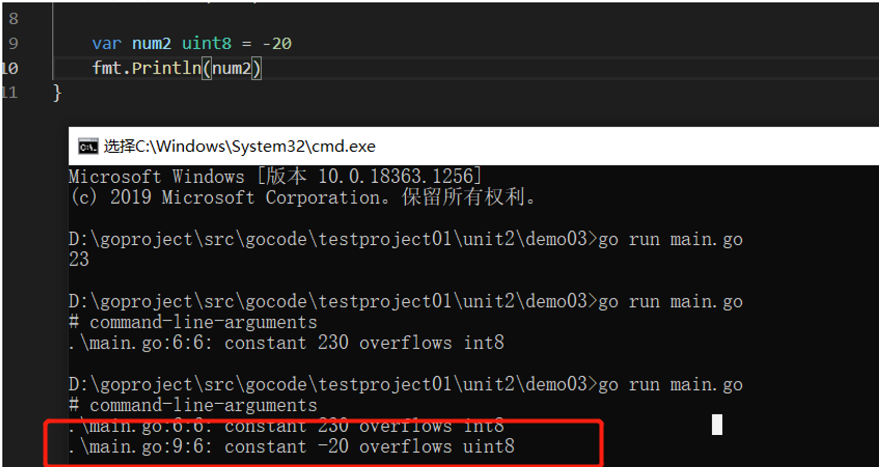 8
9 var num2 uint8 = -20
10 fmt.Println(num2)
11 }
选择C:\Windows\System32\cmd.exe
Microsoft Windows [版本 10.0.18363.1256]
(c) 2019 Microsoft Corporation。保留所有权利。
D:\goproject\src\gocode\testproject01\unit2\demo03>go run main.go
23
D:\goproject\src\gocode\testproject01\unit2\demo03>go run main.go
# command-line-arguments
.\main.go:6:6: constant 230 overflows int8
D:\goproject\src\gocode\testproject01\unit2\demo03>go run main.go
# command-line-arguments
.\main.go:6:6: constant 230 overflows int8
.\main.go:9:6: constant -20 overflows uint8